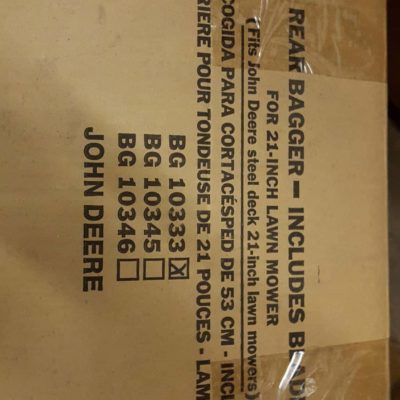 REAR BAGGER – INCLUDES BLAD
FOR 21-INCH LAWN MOWER
(Fits John Deere steel deck 21-inch lawn mowers)
COGIDA PARA CORTACÉSPED DE 53 CM - INCL
RIERE POUR TONDEUSE DE 21 POUCES - LAM
BG 10333 ☒
BG 10345 ☐
BG 10346 ☐
JOHN DEERE